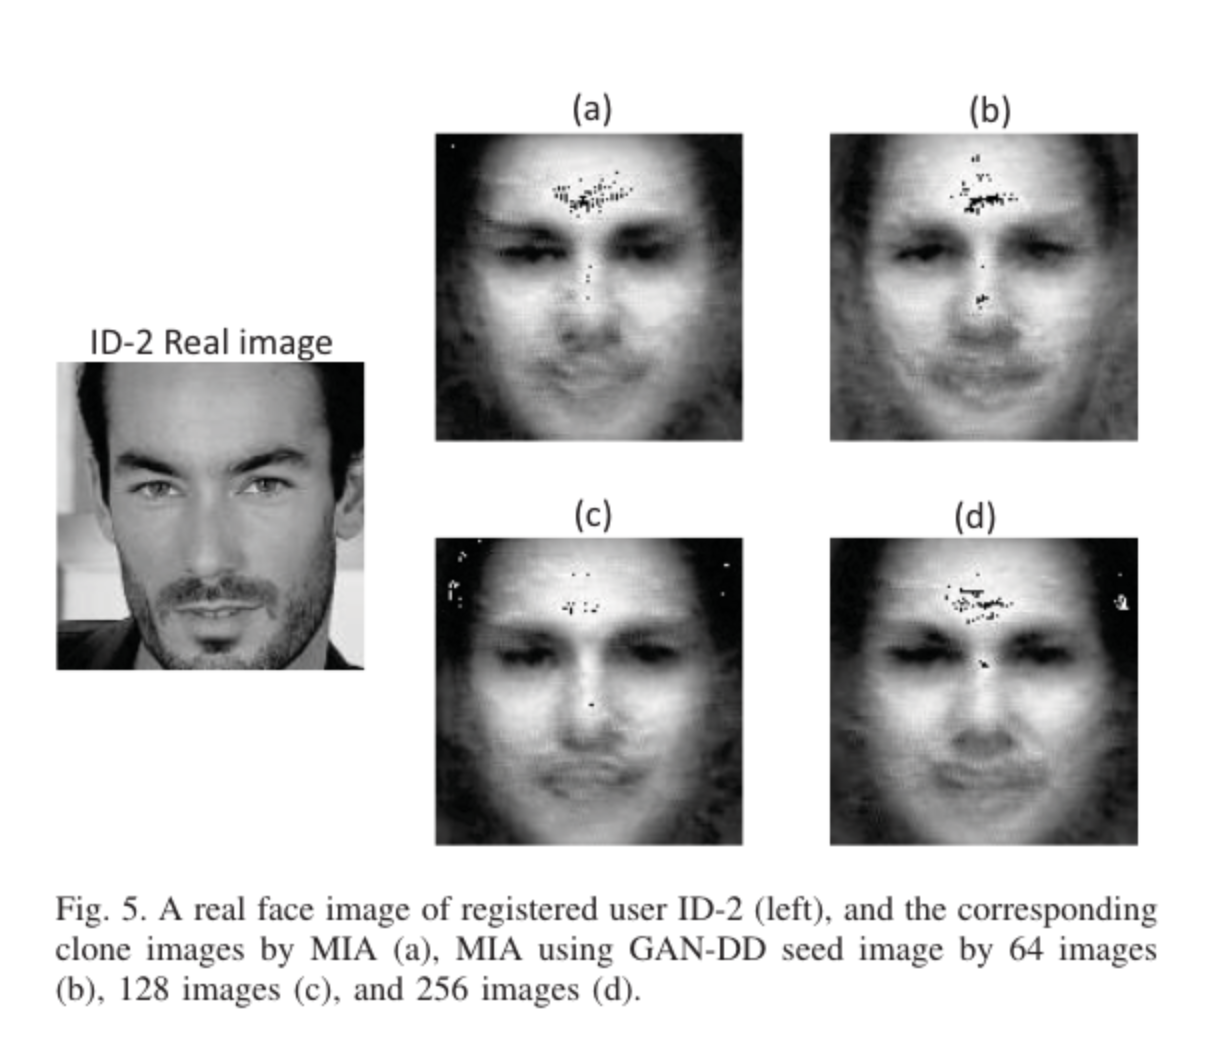 (a)
(b)
ID-2 Real image
(c)
(d)
Fig. 5. A real face image of registered user ID-2 (left), and the corresponding
clone images by MIA (a), MIA using GAN-DD seed image by 64 images
(b), 128 images (c), and 256 images (d).